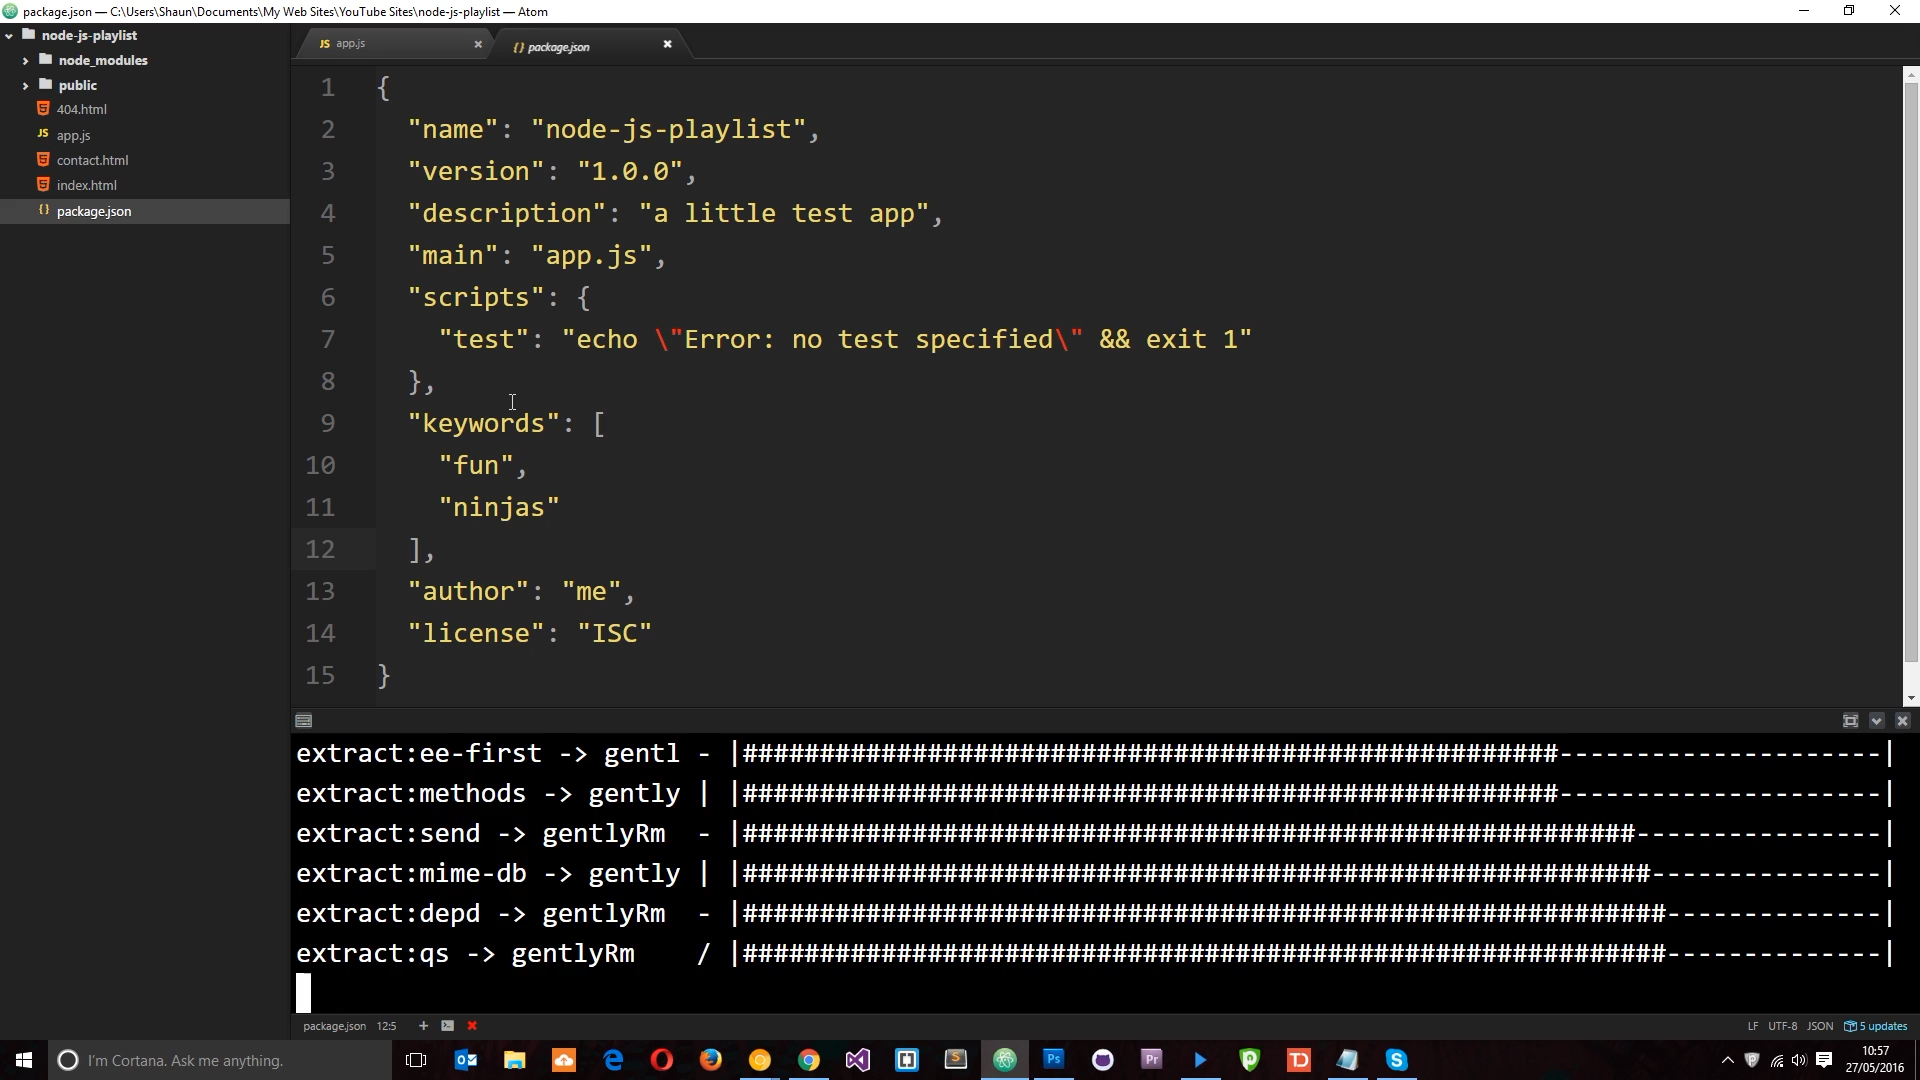 package.json — C:\Users\Shaun\Documents\My Web Sites\YouTube Sites\node-js-playlist — Atom
node-js-playlist
node_modules
public
404.html
JS app.js
contact.html
index.html
{} package.json
JS app.js
{} package.json
1 {
2 "name": "node-js-playlist",
3 "version": "1.0.0",
4 "description": "a little test app",
5 "main": "app.js",
6 "scripts": {
7 "test": "echo \"Error: no test specified\" && exit 1"
8 },
9 "keywords": [
10 "fun",
11 "ninjas"
12 ],
13 "author": "me",
14 "license": "ISC"
15 }
extract:ee-first -> gentl - |#####################################################---------------------|
extract:methods -> gently | |#####################################################---------------------|
extract:send -> gentlyRm - |##########################################################----------------|
extract:mime-db -> gently | |###########################################################---------------|
extract:depd -> gentlyRm - |############################################################--------------|
extract:qs -> gentlyRm / |############################################################--------------|
package.json 12:5 +
LF UTF-8 JSON 5 updates
I'm Cortana. Ask me anything.
Ps
Pr
TD
10:57
27/05/2016